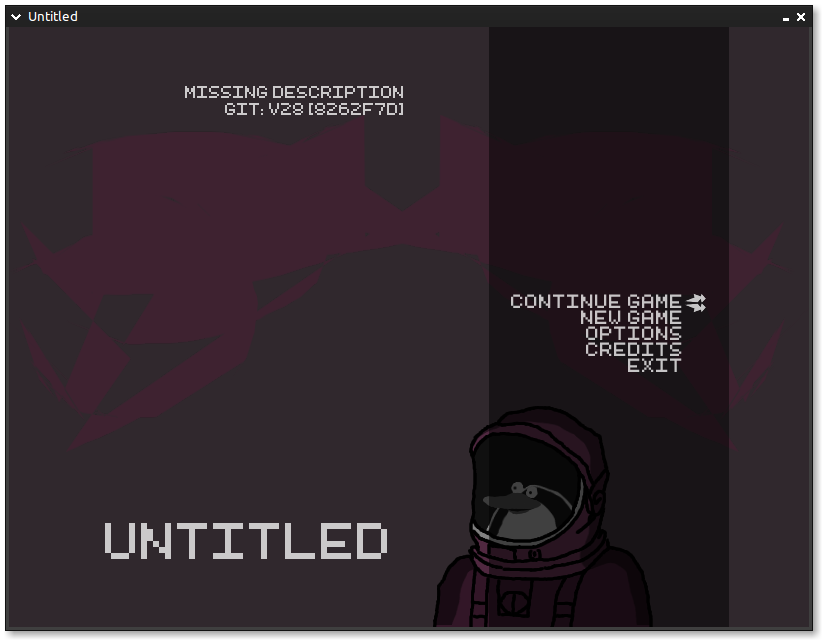 Untitled
MISSING DESCRIPTION
GIT: V28 [8262F7D]
CONTINUE GAME
NEW GAME
OPTIONS
CREDITS
EXIT
UNTITLED